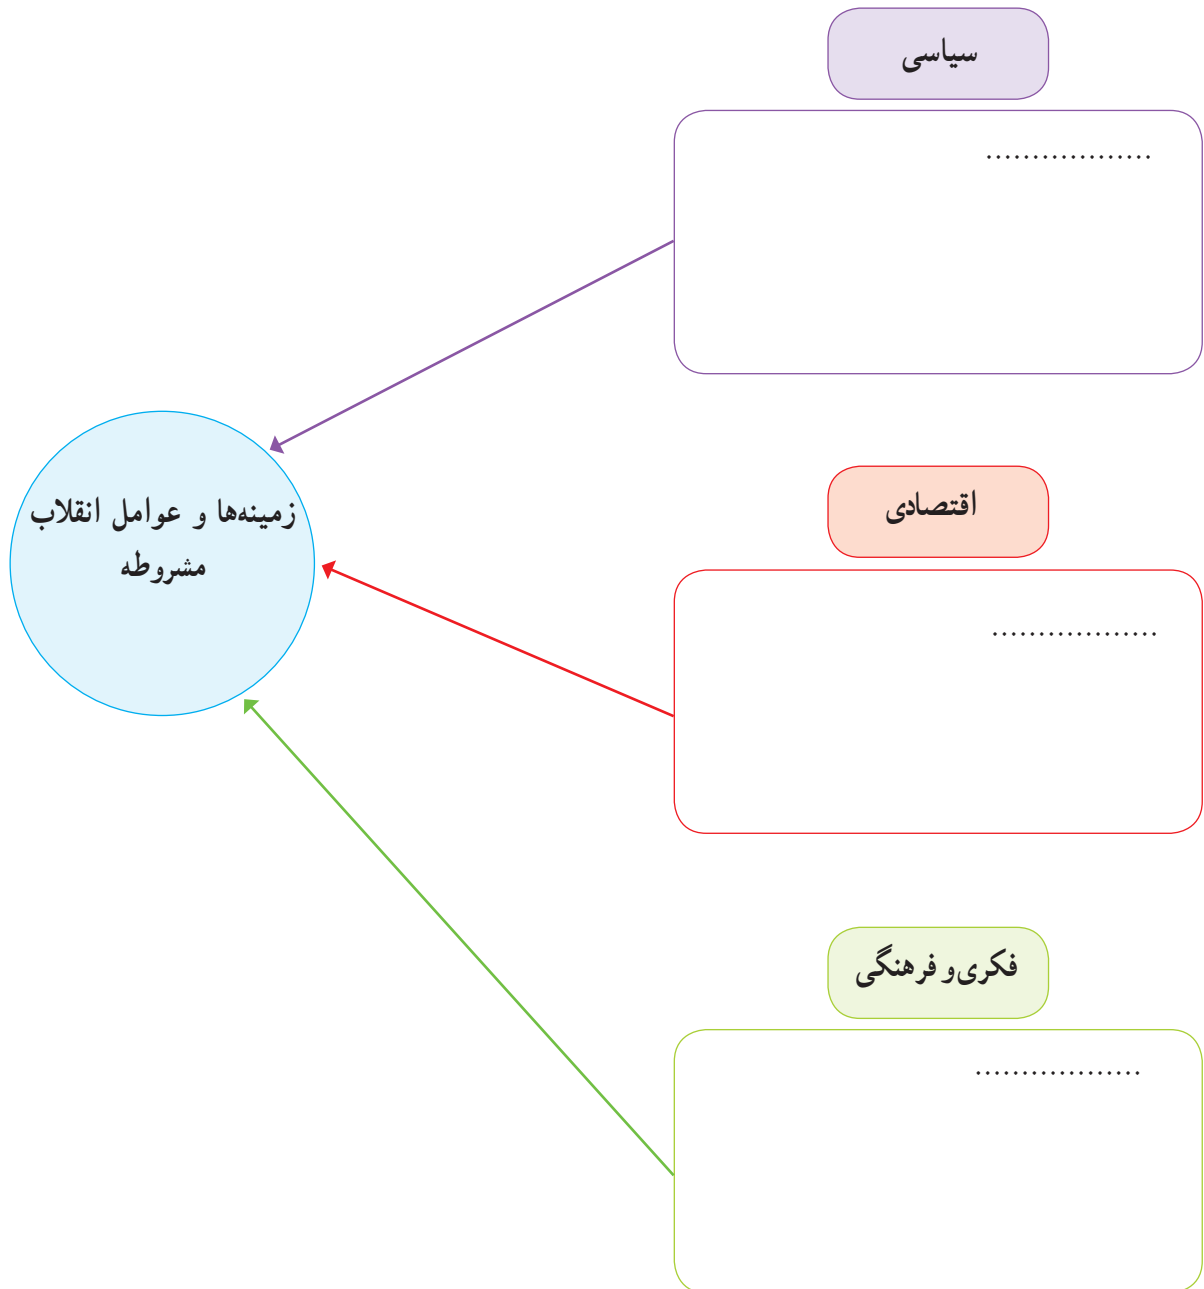 سیاسی
..................
زمینه‌ها و عوامل انقلاب
مشروطه
اقتصادی
..................
فکری و فرهنگی
..................